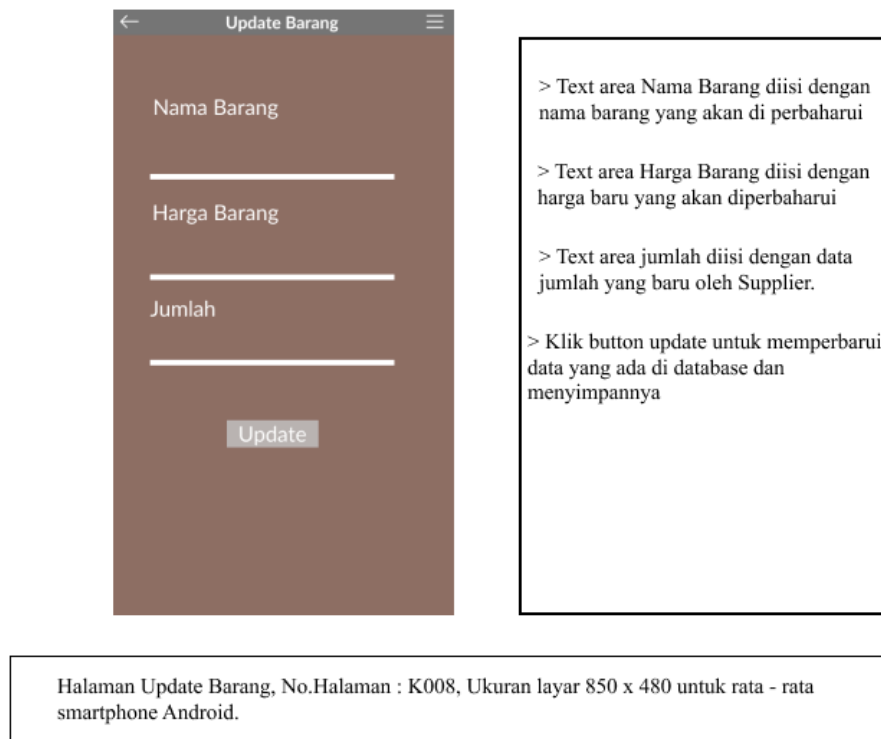 Update Barang
Nama Barang
Harga Barang
Jumlah
Update
> Text area Nama Barang diisi dengan
nama barang yang akan di perbaharui
> Text area Harga Barang diisi dengan
harga baru yang akan diperbaharui
> Text area jumlah diisi dengan data
jumlah yang baru oleh Supplier.
> Klik button update untuk memperbarui
data yang ada di database dan
menyimpannya
Halaman Update Barang, No.Halaman : K008, Ukuran layar 850 x 480 untuk rata - rata
smartphone Android.